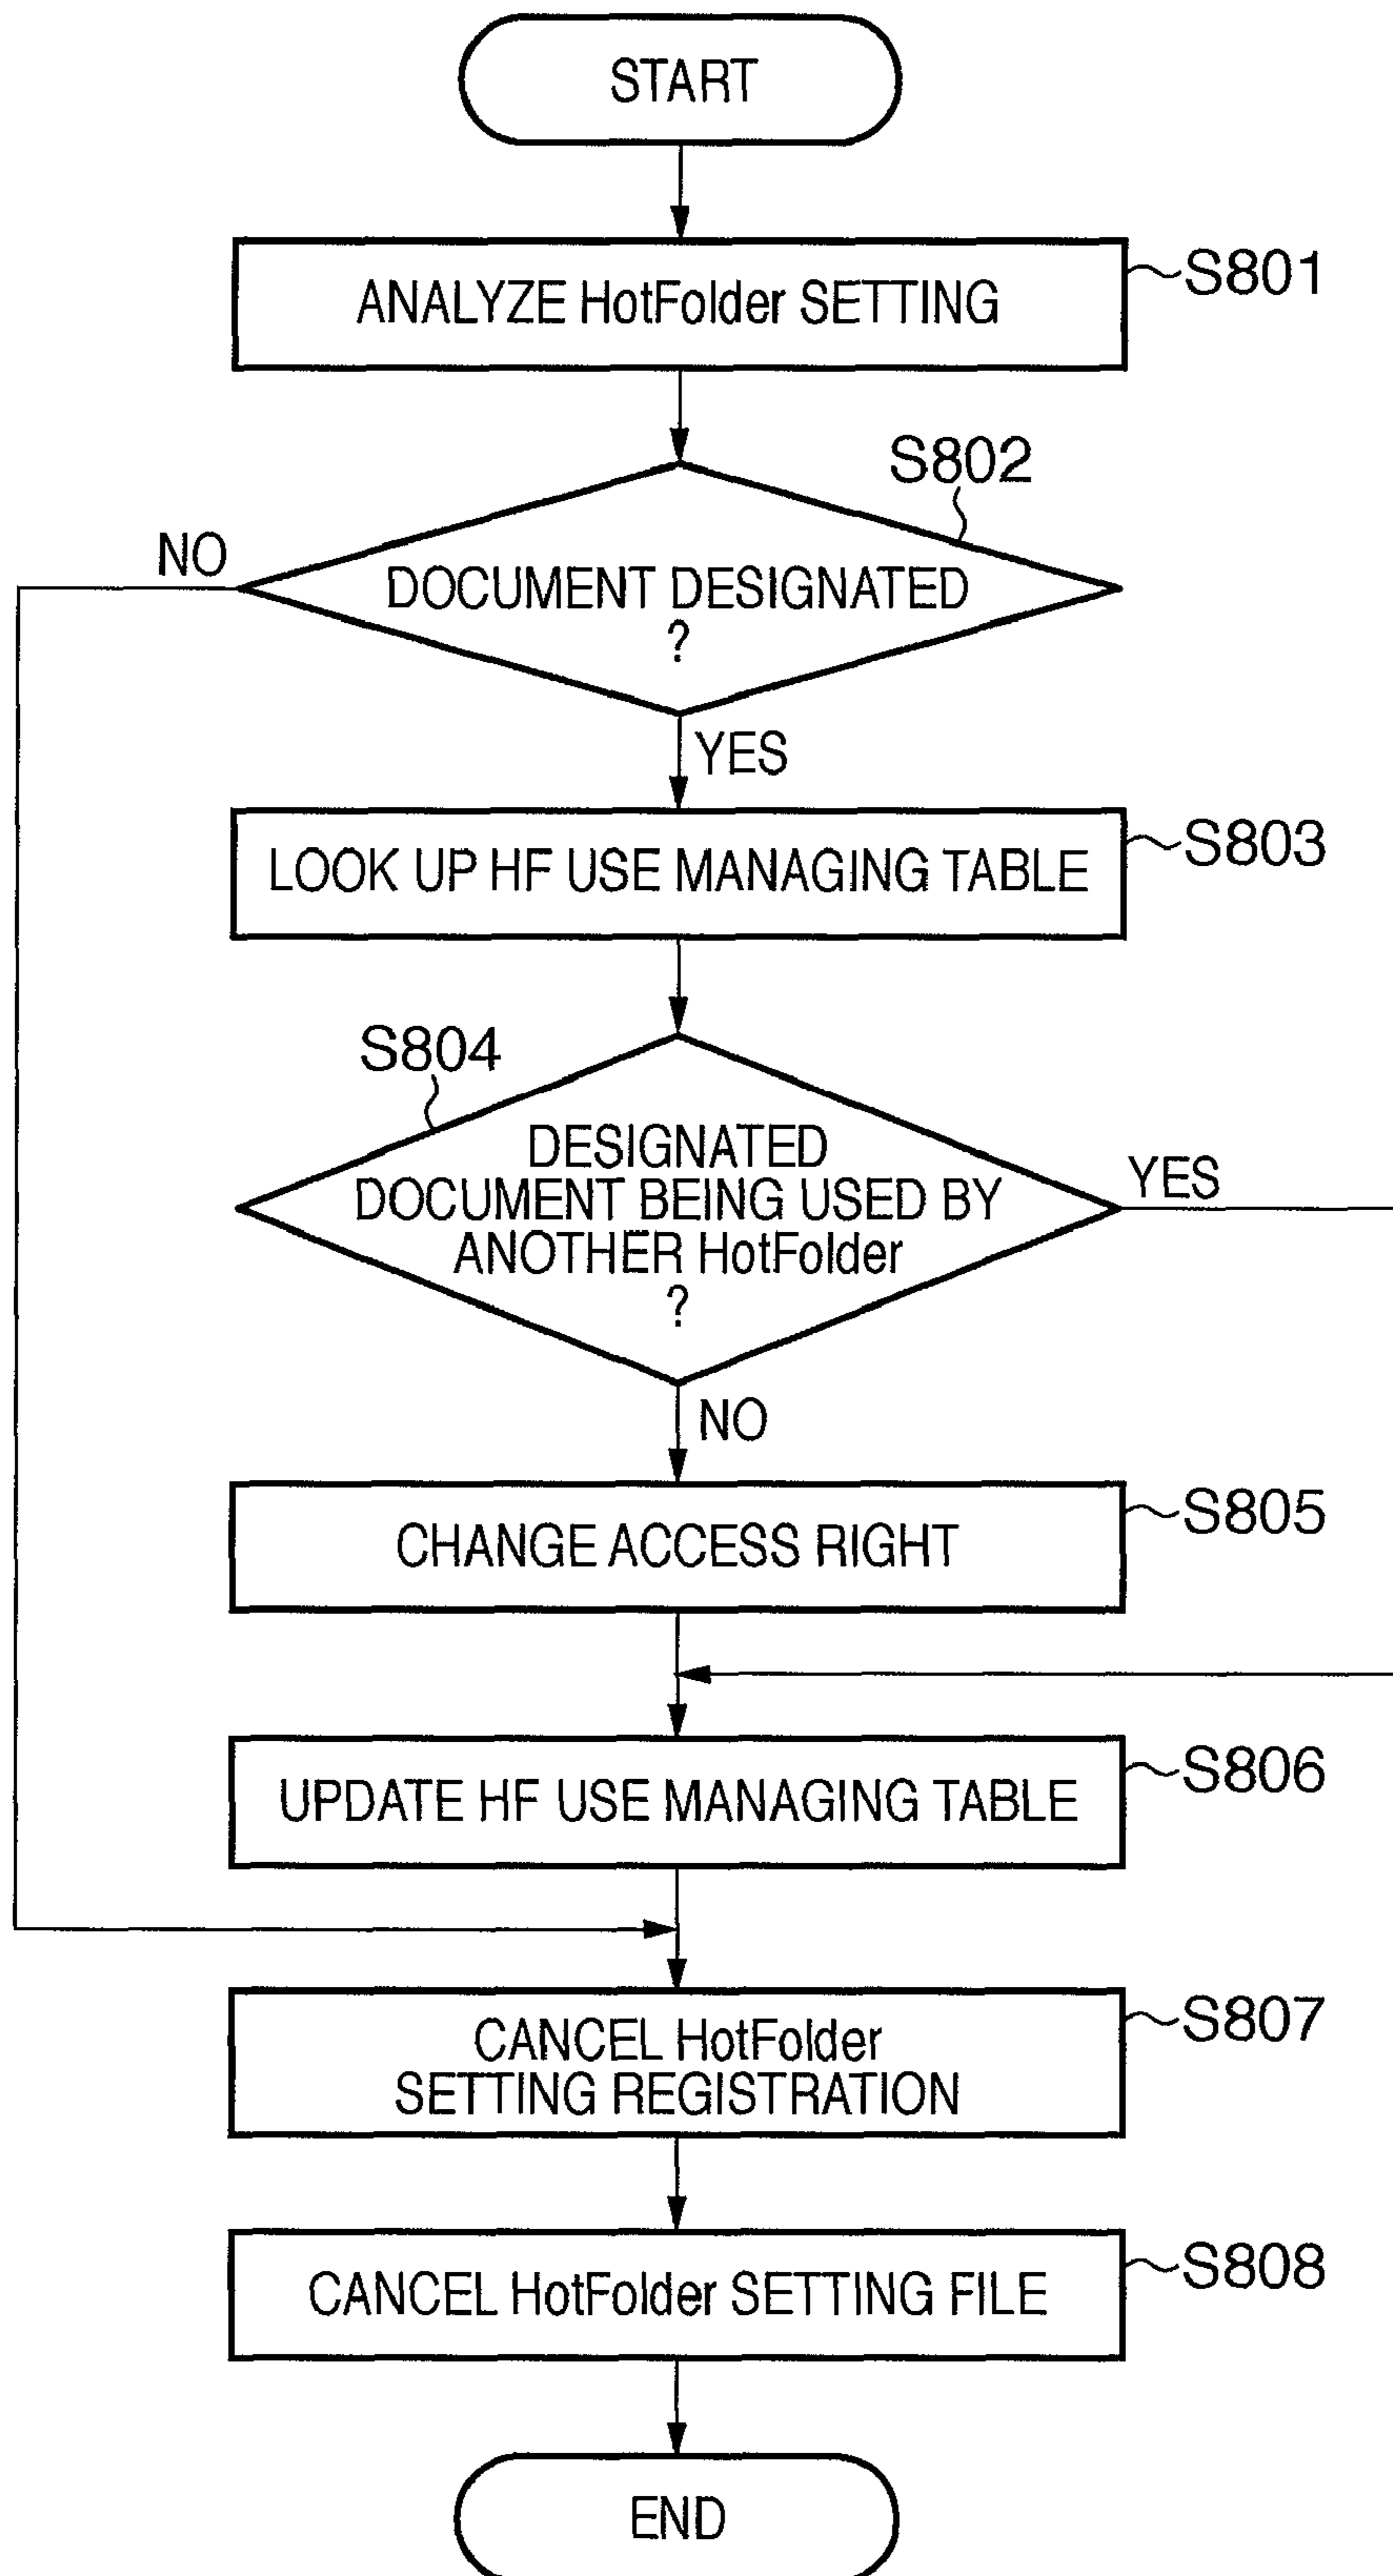 START
ANALYZE HotFolder SETTING
S801
S802
NO
DOCUMENT DESIGNATED
?
YES
LOOK UP HF USE MANAGING TABLE
S803
S804
DESIGNATED
DOCUMENT BEING USED BY
ANOTHER HotFolder
?
YES
NO
CHANGE ACCESS RIGHT
S805
UPDATE HF USE MANAGING TABLE
S806
CANCEL HotFolder
SETTING REGISTRATION
S807
CANCEL HotFolder SETTING FILE
S808
END